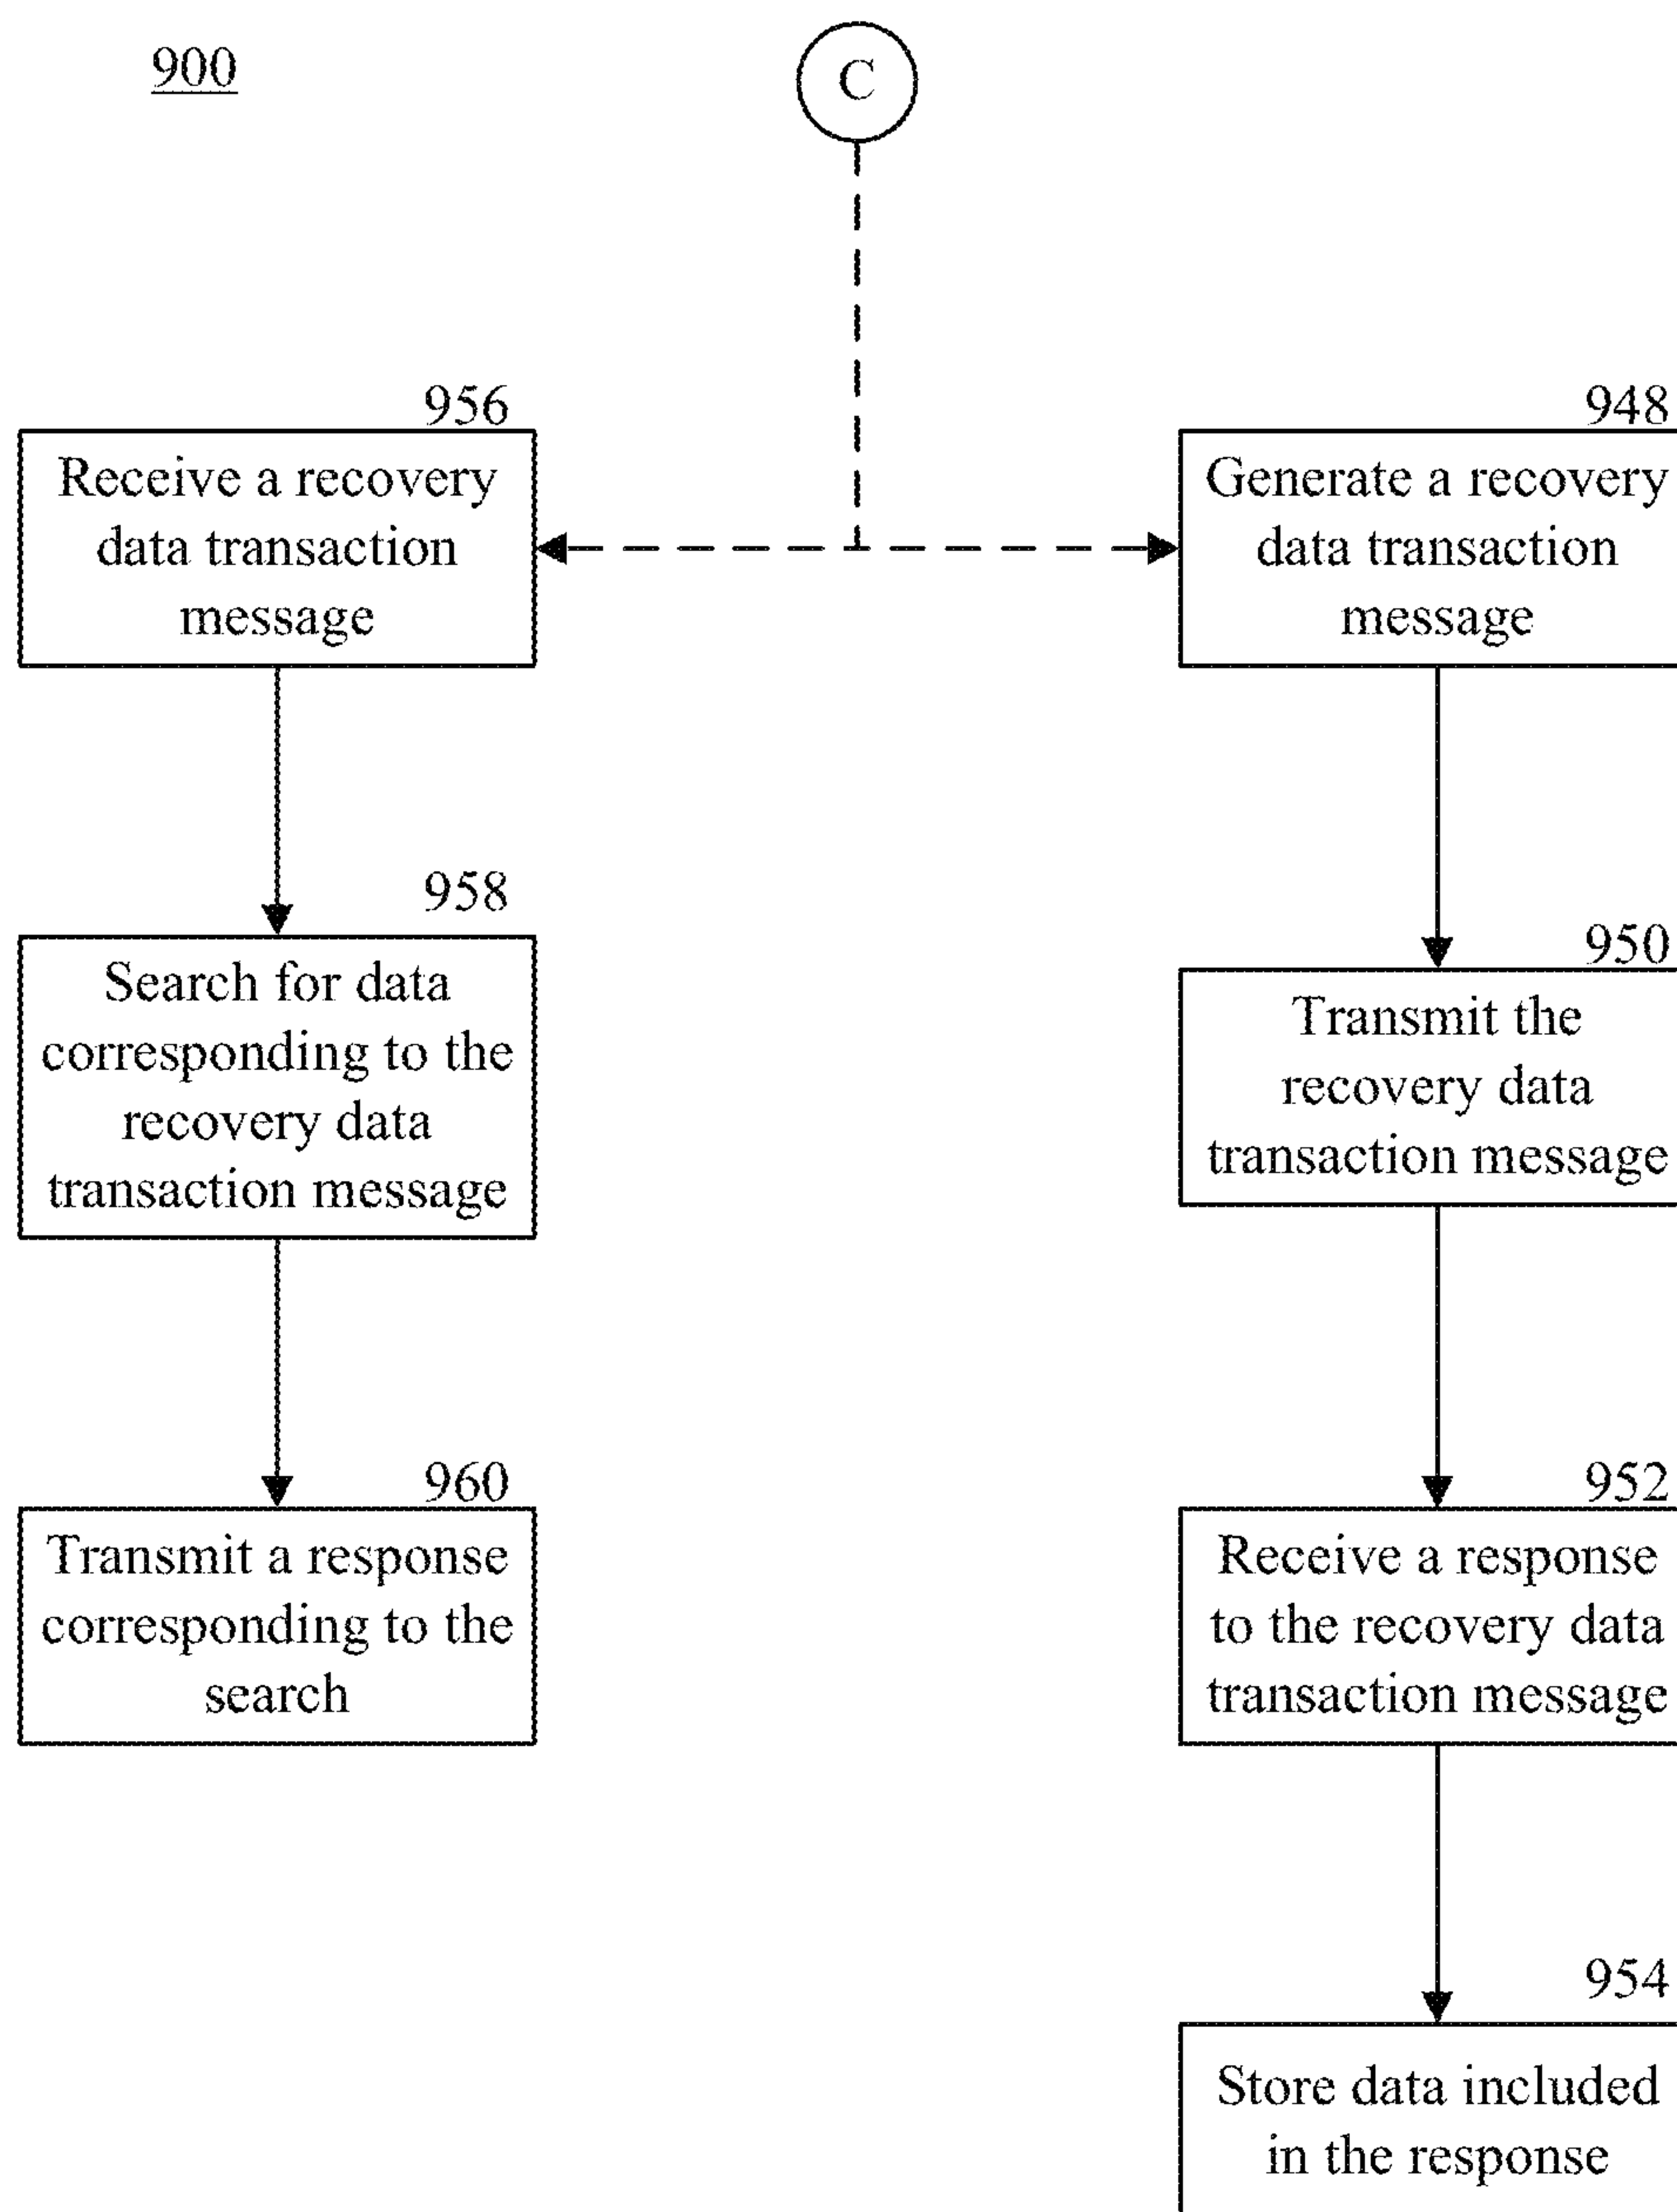 900
C
956
Receive a recovery
data transaction
message
948
Generate a recovery
data transaction
message
958
Search for data
corresponding to the
recovery data
transaction message
950
Transmit the
recovery data
transaction message
960
Transmit a response
corresponding to the
search
952
Receive a response
to the recovery data
transaction message
954
Store data included
in the response